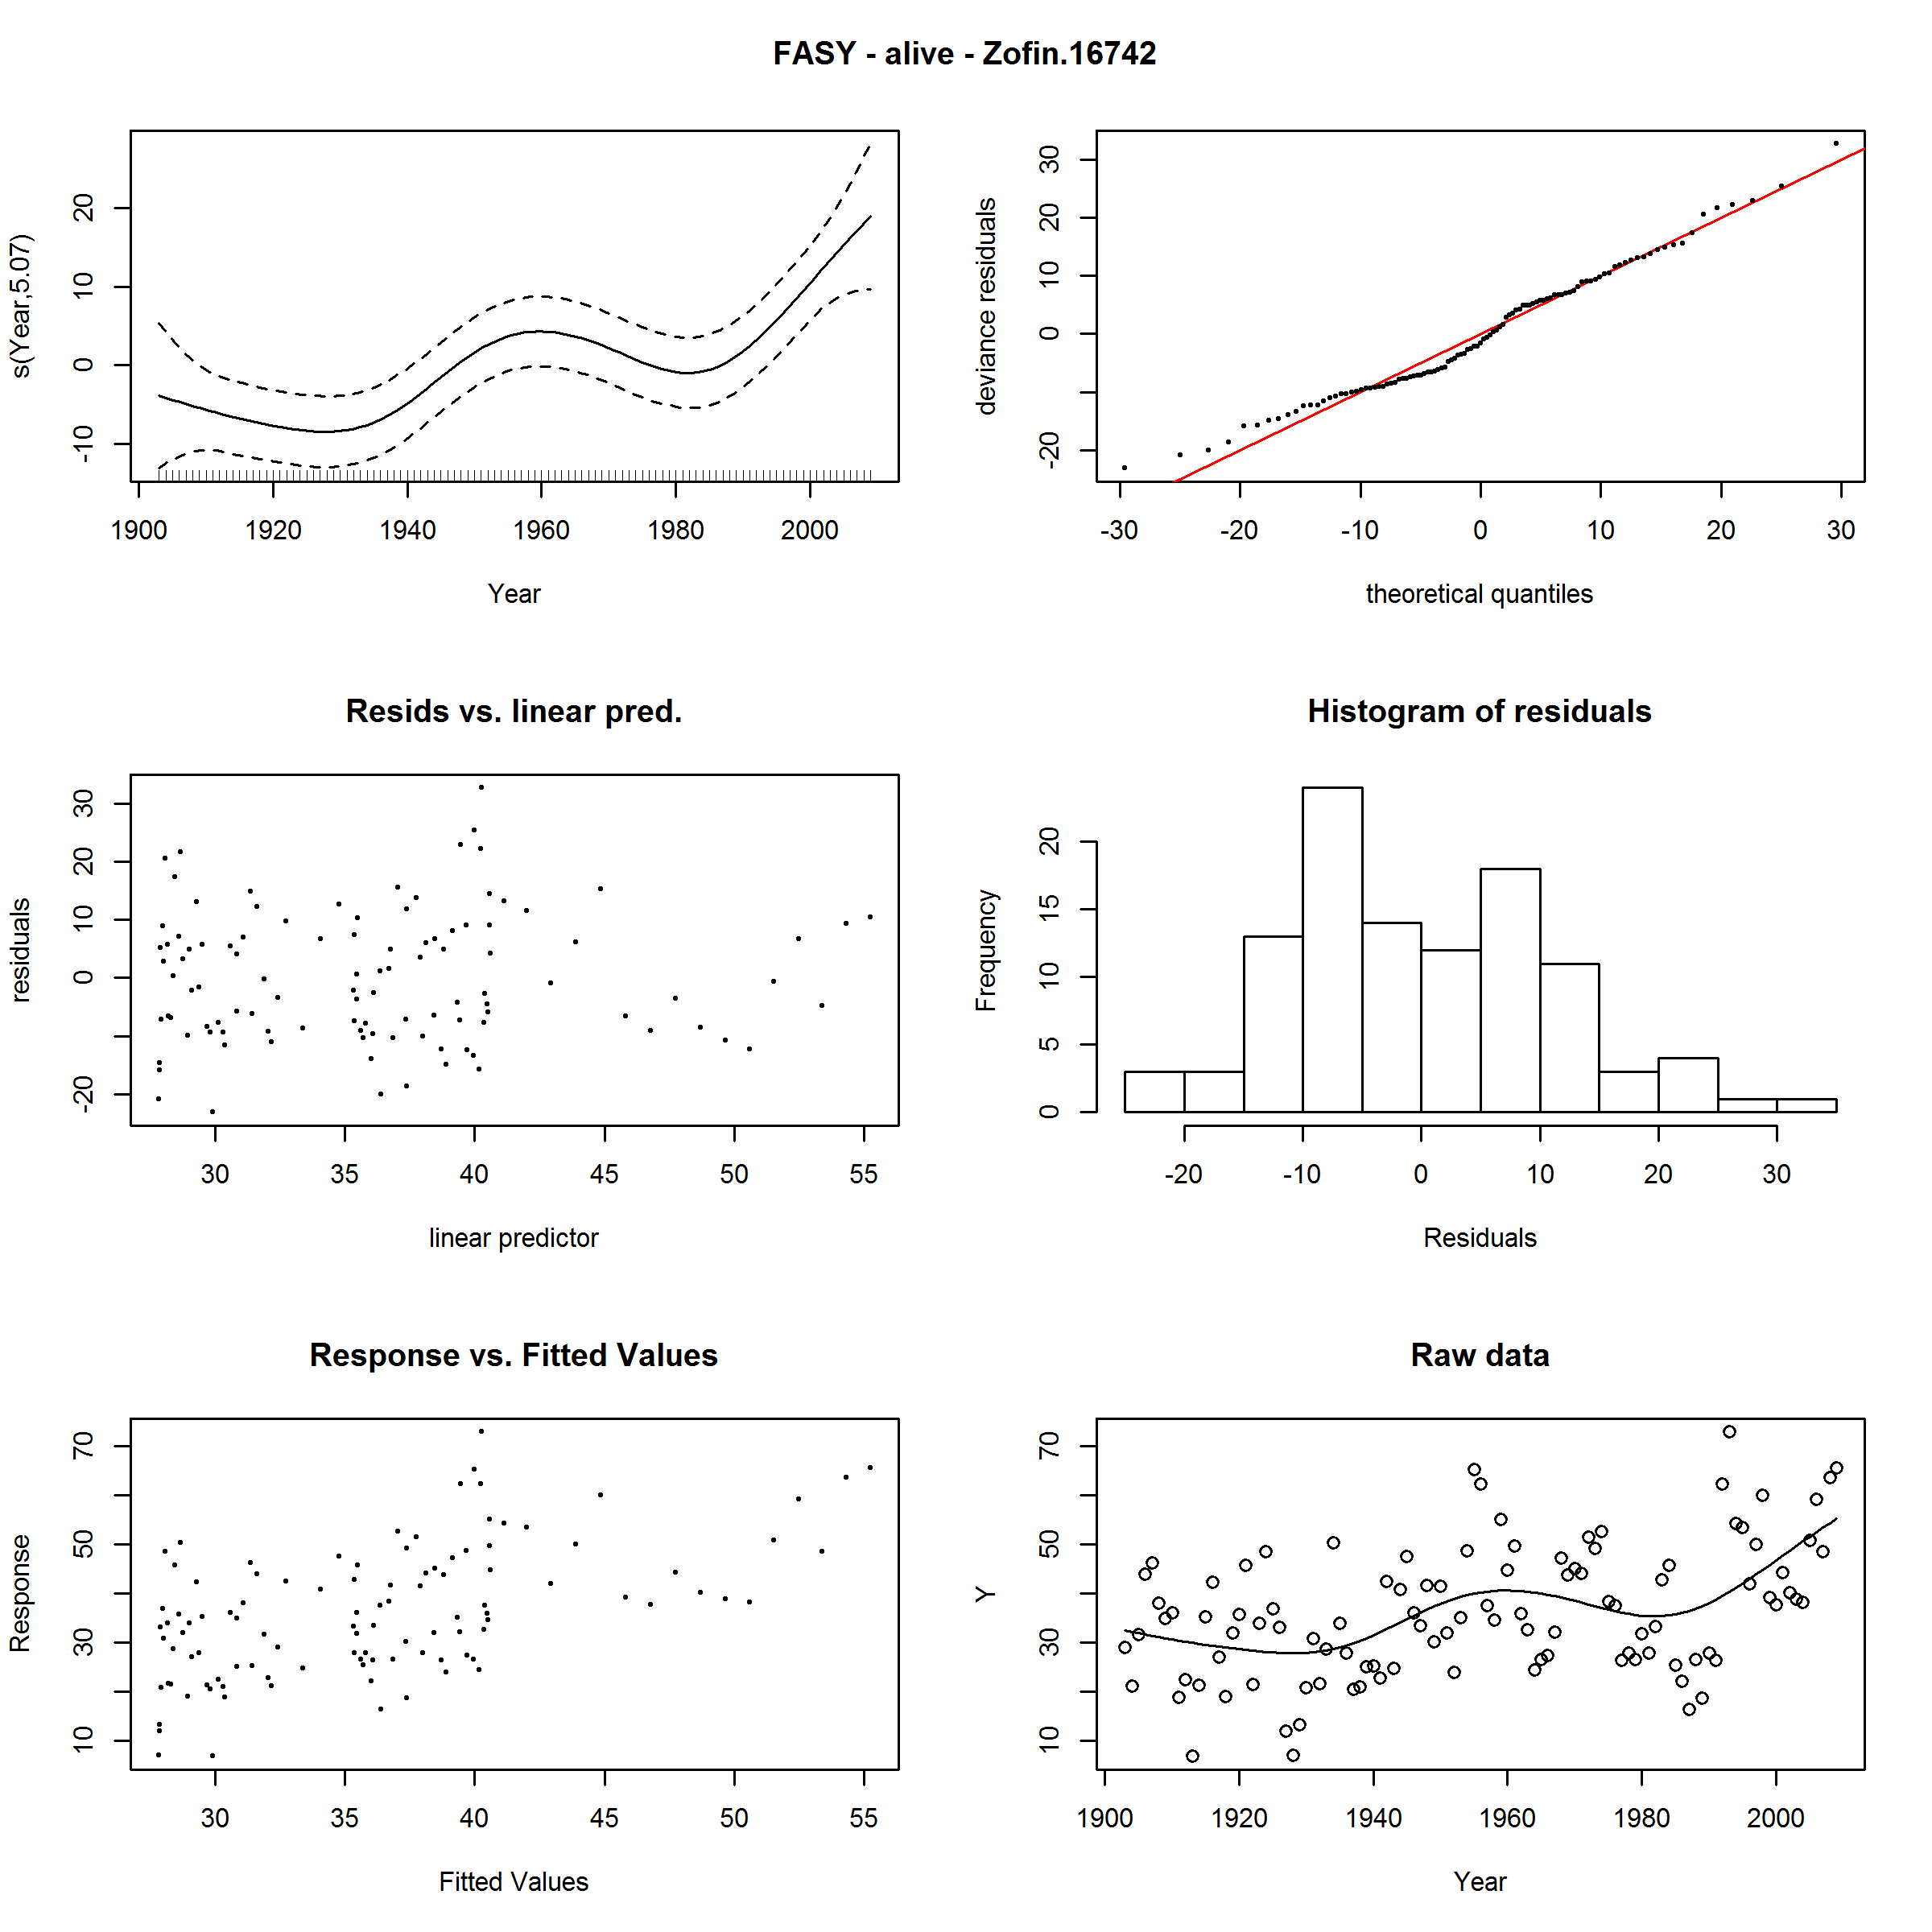 FASY - alive - Zofin.16742
s(Year,5.07)
20
10
0
-10
1900 1920 1940 1960 1980 2000
Year
deviance residuals
30
20
10
0
-20
-30 -20 -10 0 10 20 30
theoretical quantiles
Resids vs. linear pred.
residuals
30
20
10
0
-20
30 35 40 45 50 55
linear predictor
Histogram of residuals
Frequency
20
15
10
5
0
-20 -10 0 10 20 30
Residuals
Response vs. Fitted Values
Response
70
50
30
10
30 35 40 45 50 55
Fitted Values
Raw data
Y
70
50
30
10
1900 1920 1940 1960 1980 2000
Year